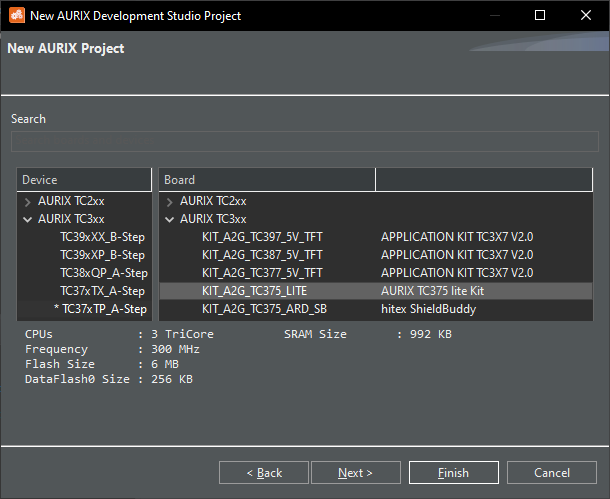 New AURIX Development Studio Project
New AURIX Project
Search
Device Board
AURIX TC2xx AURIX TC2xx
AURIX TC3xx AURIX TC3xx
TC39xXX_B-Step KIT_A2G_TC397_5V_TFT APPLICATION KIT TC3X7 V2.0
TC39xXP_B-Step KIT_A2G_TC387_5V_TFT APPLICATION KIT TC3X7 V2.0
TC38xQP_A-Step KIT_A2G_TC377_5V_TFT APPLICATION KIT TC3X7 V2.0
TC37xTX_A-Step KIT_A2G_TC375_LITE AURIX TC375 lite Kit
* TC37xTP_A-Step KIT_A2G_TC375_ARD_SB hitex ShieldBuddy
CPUs : 3 TriCore SRAM Size : 992 KB
Frequency : 300 MHz
Flash Size : 6 MB
DataFlash0 Size : 256 KB
< Back Next > Finish Cancel